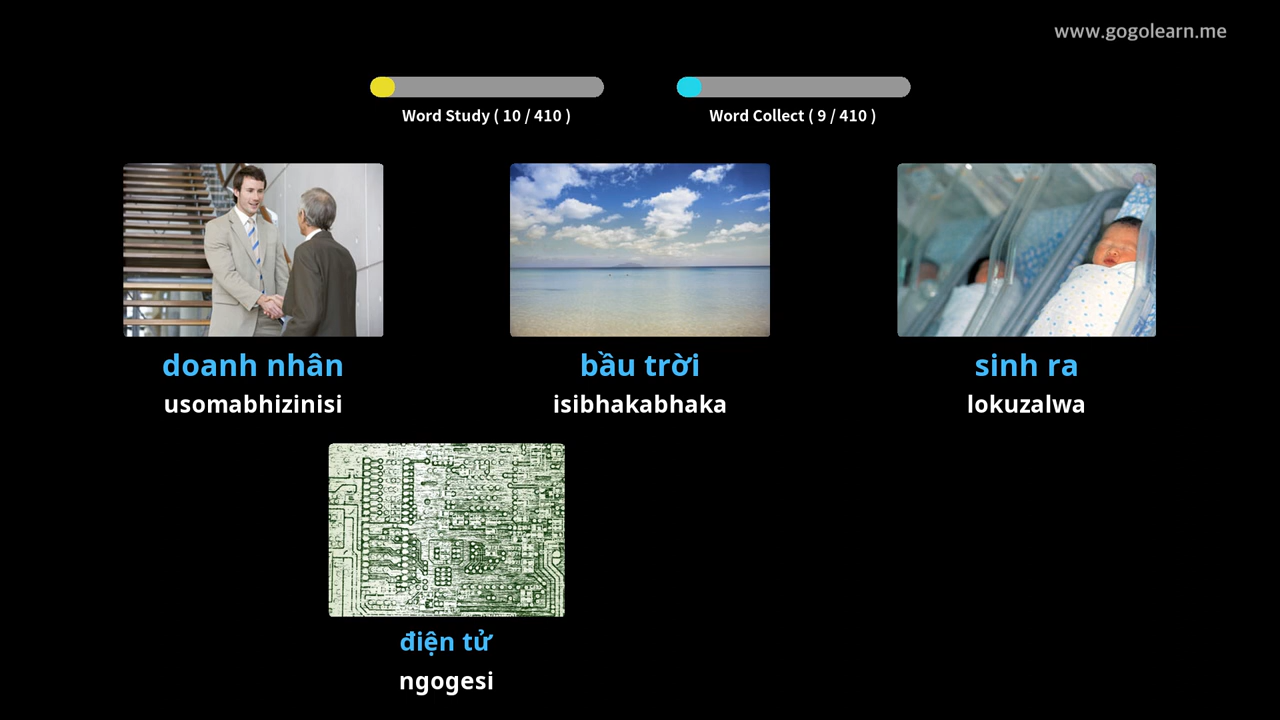 www.gogolearn.me
Word Study ( 10 / 410 )
Word Collect ( 9 / 410 )
doanh nhân
usomabhizinisi
bầu trời
isibhakabhaka
sinh ra
lokuzalwa
điện tử
ngogesi